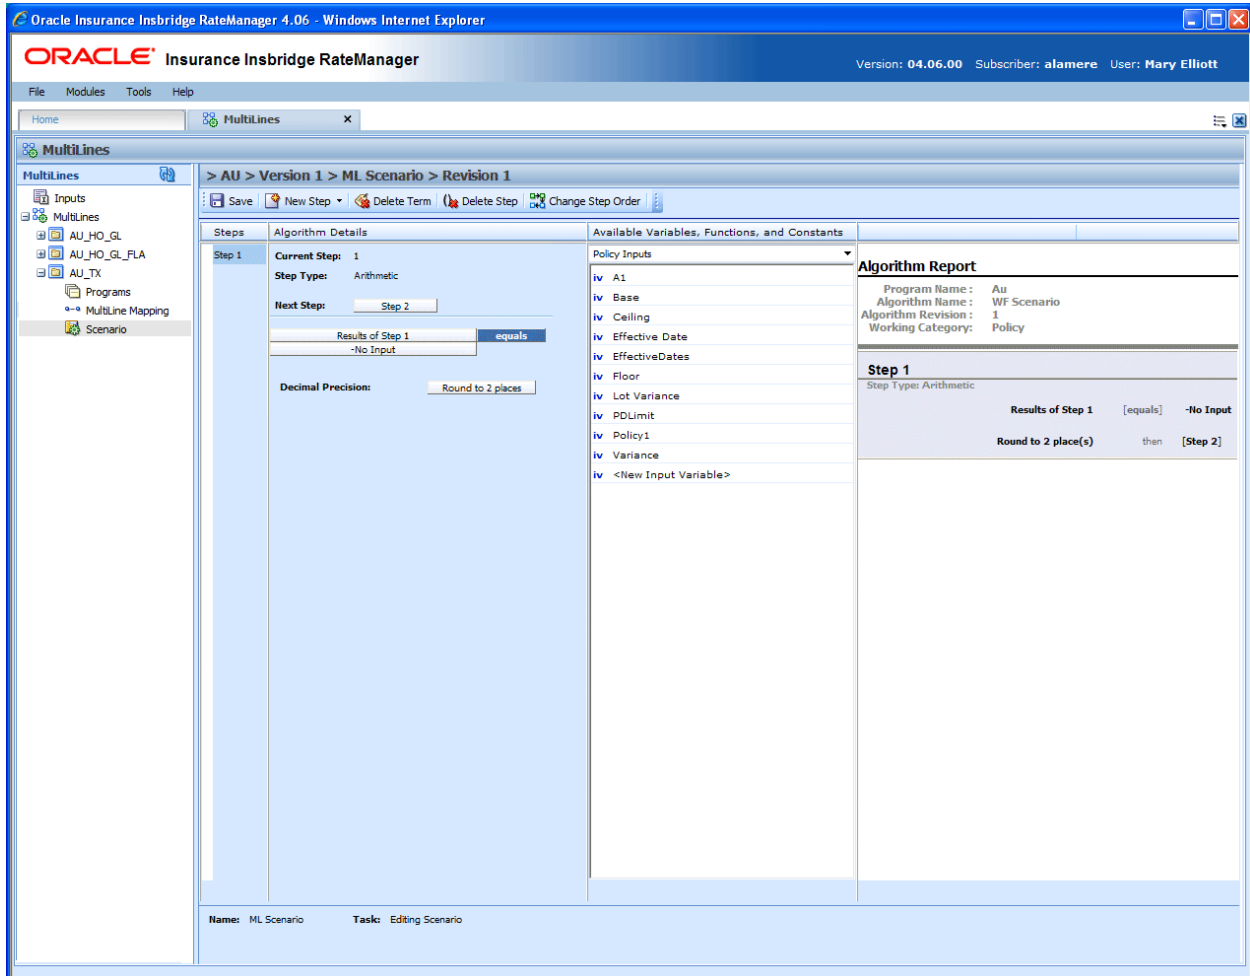 Oracle Insurance Insbridge RateManager 4.06 - Windows Internet Explorer
ORACLE Insurance Insbridge RateManager
Version: 04.06.00 Subscriber: alamere User: Mary Elliott
File Modules Tools Help
Home
MultiLines x
MultiLines
MultiLines
Inputs
MultiLines
AU_HO_GL
AU_HO_GL_FLA
AU_TX
Programs
MultiLine Mapping
Scenario
> AU > Version 1 > ML Scenario > Revision 1
Save New Step Delete Term Delete Step Change Step Order
Steps
Step 1
Algorithm Details
Current Step: 1
Step Type: Arithmetic
Next Step: Step 2
Results of Step 1 equals
-No Input
Decimal Precision: Round to 2 places
Available Variables, Functions, and Constants
Policy Inputs
iv A1
iv Base
iv Ceiling
iv Effective Date
iv EffectiveDates
iv Floor
iv Lot Variance
iv PDLimit
iv Policy1
iv Variance
iv <New Input Variable>
Algorithm Report
Program Name : Au
Algorithm Name : WF Scenario
Algorithm Revision : 1
Working Category: Policy
Step 1
Step Type: Arithmetic
Results of Step 1 [equals] -No Input
Round to 2 place(s) then [Step 2]
Name: ML Scenario Task: Editing Scenario